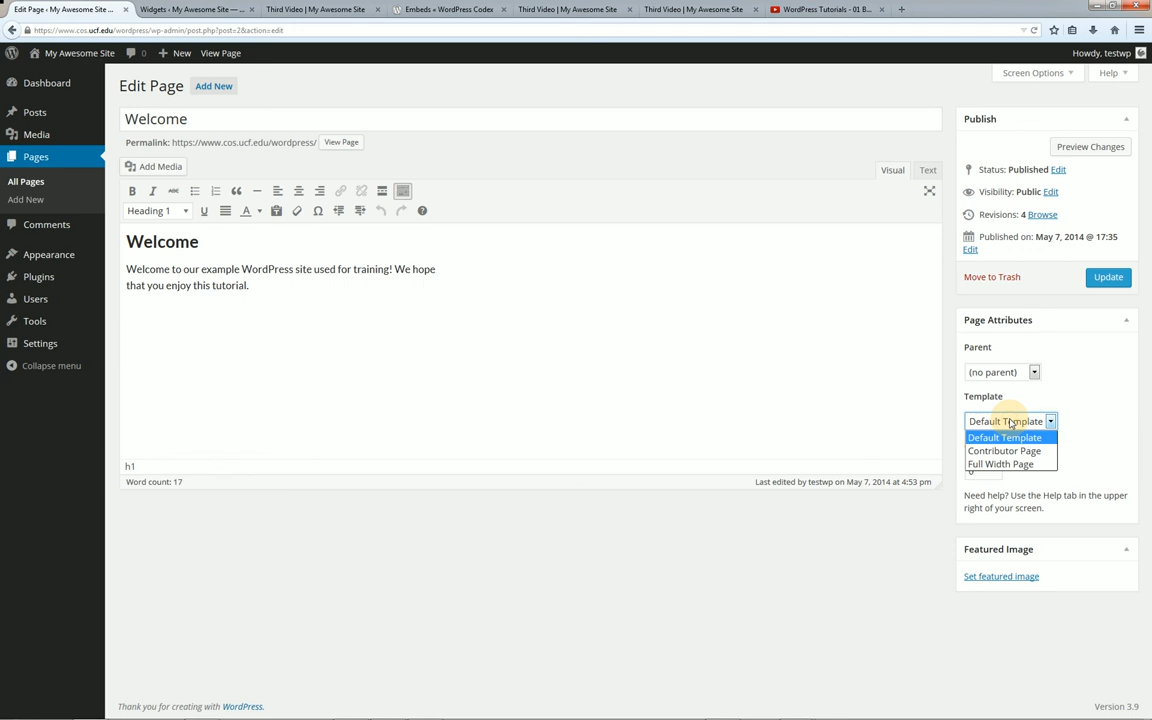 Edit Page ‹ My Awesome Site ...
Widgets ‹ My Awesome Site — ...
Third Video | My Awesome Site
Embeds « WordPress Codex
Third Video | My Awesome Site
Third Video | My Awesome Site
WordPress Tutorials - 01 B...
https://www.cos.ucf.edu/wordpress/wp-admin/post.php?post=2&action=edit
My Awesome Site
0
New
View Page
Howdy, testwp
Dashboard
Posts
Media
Pages
All Pages
Add New
Comments
Appearance
Plugins
Users
Tools
Settings
Collapse menu
Screen Options
Help
Edit Page
Add New
Welcome
Permalink: https://www.cos.ucf.edu/wordpress/
View Page
Add Media
Visual
Text
B I ABC
Heading 1
U
A
Welcome
Welcome to our example WordPress site used for training! We hope
that you enjoy this tutorial.
h1
Word count: 17
Last edited by testwp on May 7, 2014 at 4:53 pm
Publish
Preview Changes
Status: Published Edit
Visibility: Public Edit
Revisions: 4 Browse
Published on: May 7, 2014 @ 17:35
Edit
Move to Trash
Update
Page Attributes
Parent
(no parent)
Template
Default Template
Default Template
Contributor Page
Full Width Page
Need help? Use the Help tab in the upper
right of your screen.
Featured Image
Set featured image
Thank you for creating with WordPress.
Version 3.9